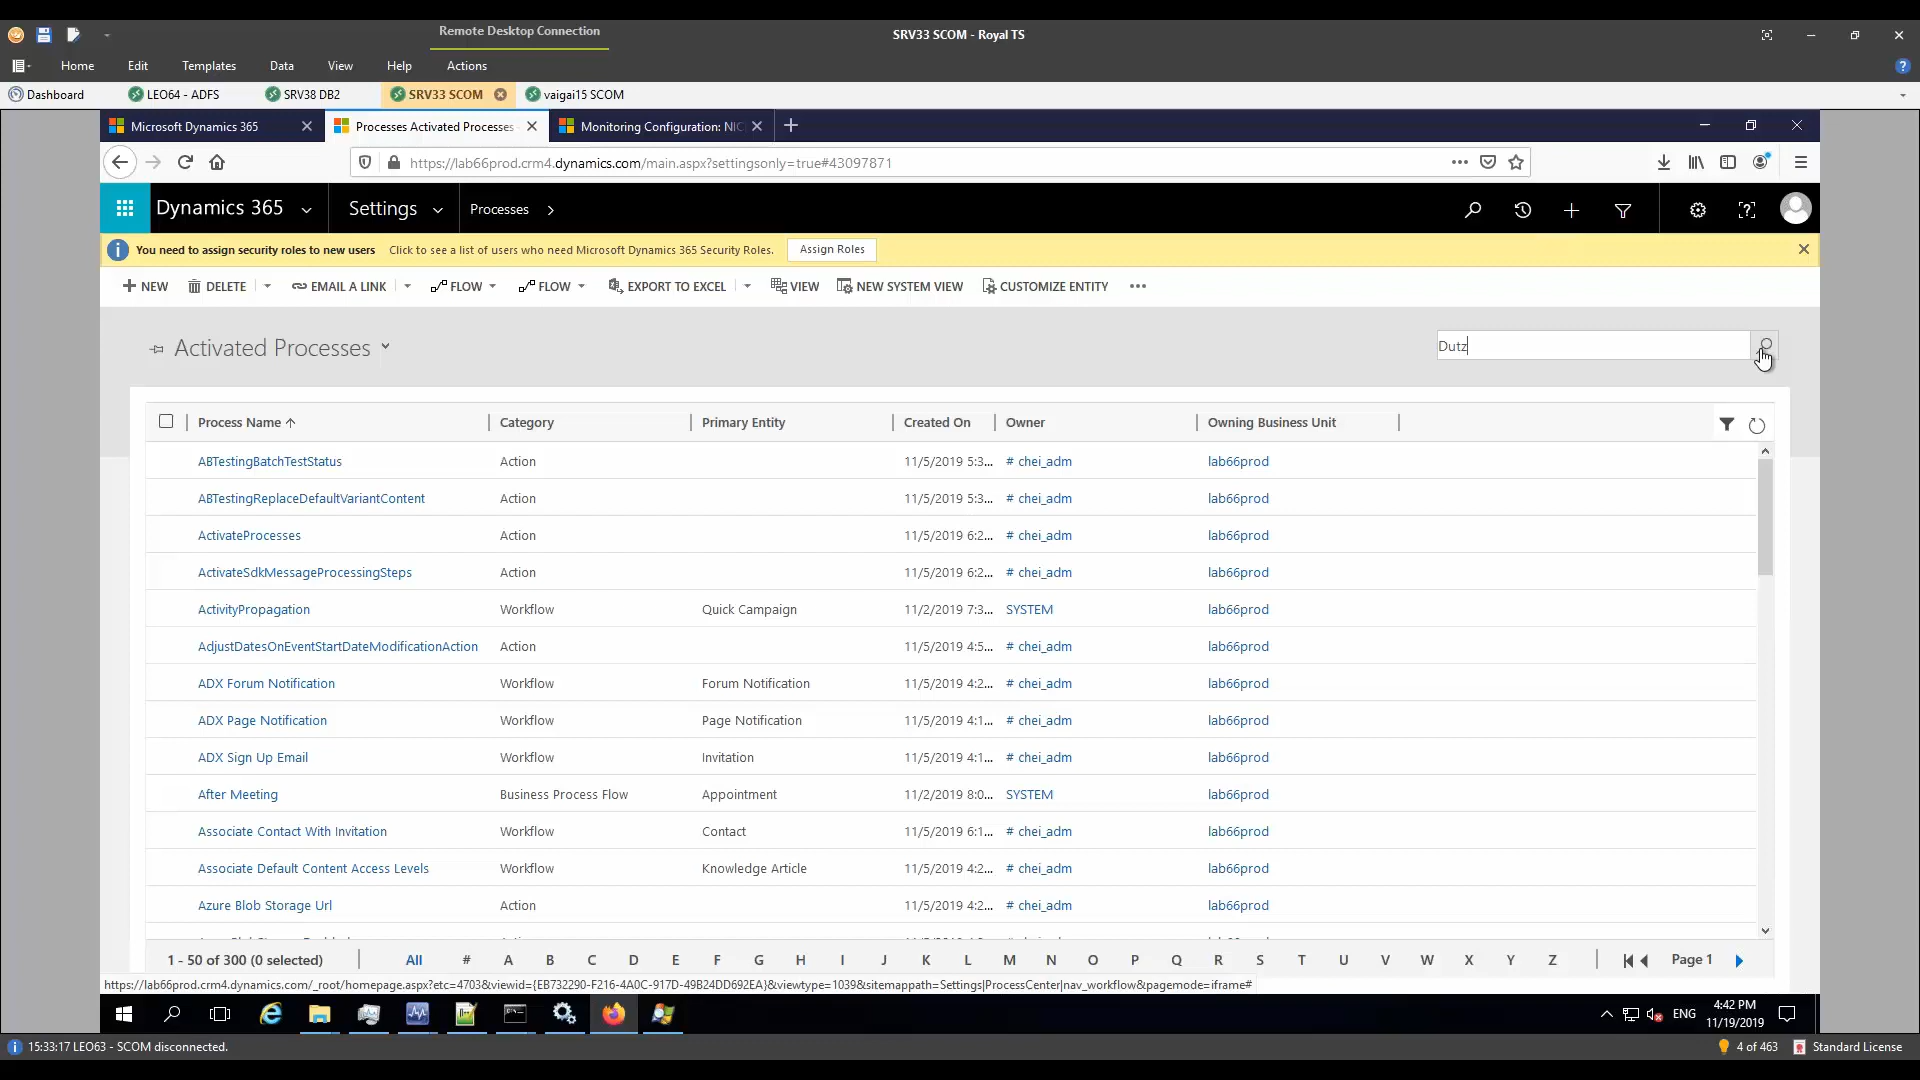 Remote Desktop Connection
SRV33 SCOM - Royal TS
Home Edit Templates Data View Help Actions
Dashboard LEO64 - ADFS SRV38 DB2 SRV33 SCOM vaigai15 SCOM
Microsoft Dynamics 365 Processes Activated Processes - Monitoring Configuration: NIC
https://lab66prod.crm4.dynamics.com/main.aspx?settingsonly=true#43097871
Dynamics 365 Settings Processes
You need to assign security roles to new users Click to see a list of users who need Microsoft Dynamics 365 Security Roles. Assign Roles
NEW DELETE EMAIL A LINK FLOW FLOW EXPORT TO EXCEL VIEW NEW SYSTEM VIEW CUSTOMIZE ENTITY
Activated Processes
Dutz
Process Name Category Primary Entity Created On Owner Owning Business Unit
ABTestingBatchTestStatus Action 11/5/2019 5:3... # chei_adm lab66prod
ABTestingReplaceDefaultVariantContent Action 11/5/2019 5:3... # chei_adm lab66prod
ActivateProcesses Action 11/5/2019 6:2... # chei_adm lab66prod
ActivateSdkMessageProcessingSteps Action 11/5/2019 6:2... # chei_adm lab66prod
ActivityPropagation Workflow Quick Campaign 11/2/2019 7:3... SYSTEM lab66prod
AdjustDatesOnEventStartDateModificationAction Action 11/5/2019 4:5... # chei_adm lab66prod
ADX Forum Notification Workflow Forum Notification 11/5/2019 4:2... # chei_adm lab66prod
ADX Page Notification Workflow Page Notification 11/5/2019 4:1... # chei_adm lab66prod
ADX Sign Up Email Workflow Invitation 11/5/2019 4:1... # chei_adm lab66prod
After Meeting Business Process Flow Appointment 11/2/2019 8:0... SYSTEM lab66prod
Associate Contact With Invitation Workflow Contact 11/5/2019 6:1... # chei_adm lab66prod
Associate Default Content Access Levels Workflow Knowledge Article 11/5/2019 4:2... # chei_adm lab66prod
Azure Blob Storage Url Action 11/5/2019 4:2... # chei_adm lab66prod
1 - 50 of 300 (0 selected) All # A B C D E F G H I J K L M N O P Q R S T U V W X Y Z Page 1
https://lab66prod.crm4.dynamics.com/_root/homepage.aspx?etc=4703&viewid={EB732290-F216-4A0C-917D-49B24DD692EA}&viewtype=1039&sitemappath=Settings|ProcessCenter|nav_workflow&pagemode=iframe#
ENG 4:42 PM
11/19/2019
15:33:17 LEO63 - SCOM disconnected. 4 of 463 Standard License